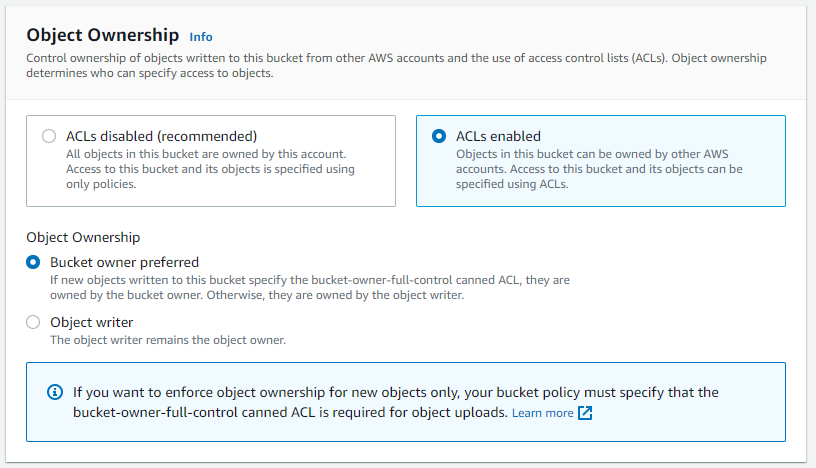 Object Ownership Info
Control ownership of objects written to this bucket from other AWS accounts and the use of access control lists (ACLs). Object ownership
determines who can specify access to objects.
ACLs disabled (recommended)
All objects in this bucket are owned by this account.
Access to this bucket and its objects is specified using
only policies.
ACLs enabled
Objects in this bucket can be owned by other AWS
accounts. Access to this bucket and its objects can be
specified using ACLs.
Object Ownership
Bucket owner preferred
If new objects written to this bucket specify the bucket-owner-full-control canned ACL, they are
owned by the bucket owner. Otherwise, they are owned by the object writer.
Object writer
The object writer remains the object owner.
If you want to enforce object ownership for new objects only, your bucket policy must specify that the
bucket-owner-full-control canned ACL is required for object uploads. Learn more